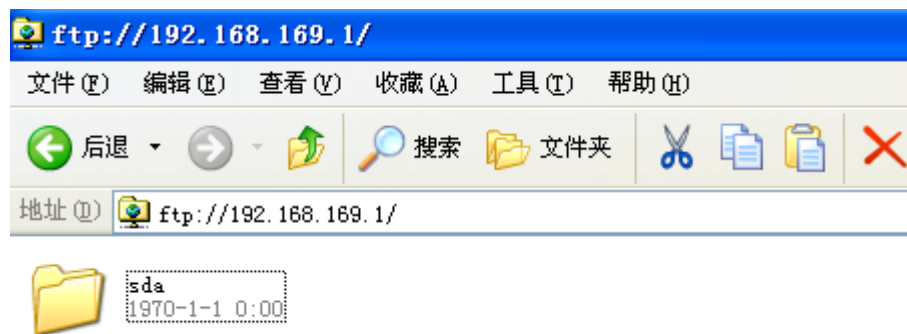 ftp://192.168.169.1/
文件(F) 编辑(E) 查看(V) 收藏(A) 工具(T) 帮助(H)
后退 搜索 文件夹
地址(D) ftp://192.168.169.1/
sda
1970-1-1 0:00